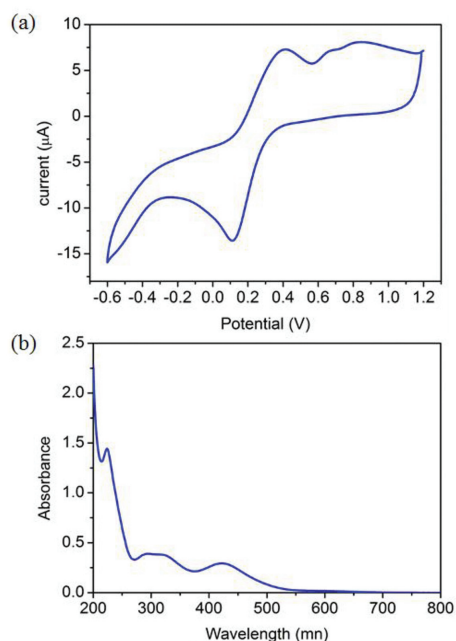 (a)
10
5
0
-5
-10
-15
current (μA)
-0.6 -0.4 -0.2 0.0 0.2 0.4 0.6 0.8 1.0 1.2
Potential (V)
(b)
2.5
2.0
1.5
1.0
0.5
0.0
Absorbance
200 300 400 500 600 700 800
Wavelength (mn)